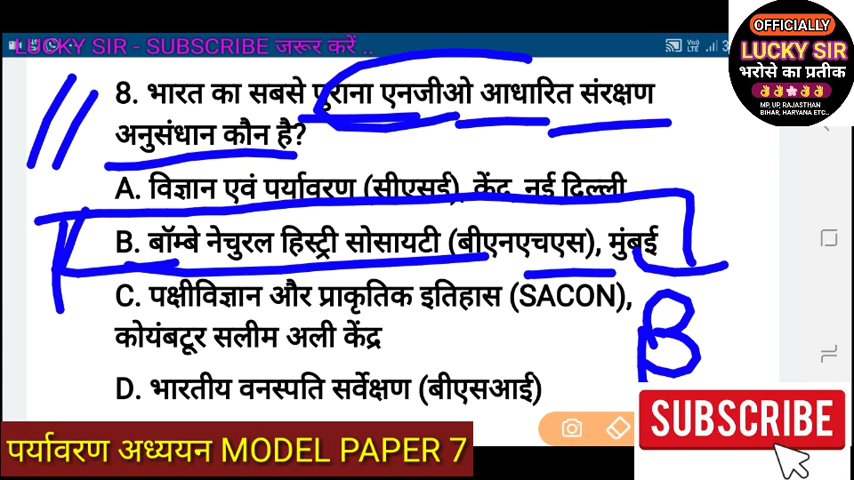 LUCKY SIR - SUBSCRIBE जरूर करें ..
OFFICIALLY
LUCKY SIR
भरोसे का प्रतीक
MP, UP, RAJASTHAN
BIHAR, HARYANA ETC..
8. भारत का सबसे पुराना एनजीओ आधारित संरक्षण
अनुसंधान कौन है?
A. विज्ञान एवं पर्यावरण (सीएसई), केंद्र, नई दिल्ली
B. बॉम्बे नेचुरल हिस्ट्री सोसायटी (बीएनएचएस), मुंबई
C. पक्षीविज्ञान और प्राकृतिक इतिहास (SACON),
कोयंबटूर सलीम अली केंद्र
D. भारतीय वनस्पति सर्वेक्षण (बीएसआई)
B
SUBSCRIBE
पर्यावरण अध्ययन MODEL PAPER 7